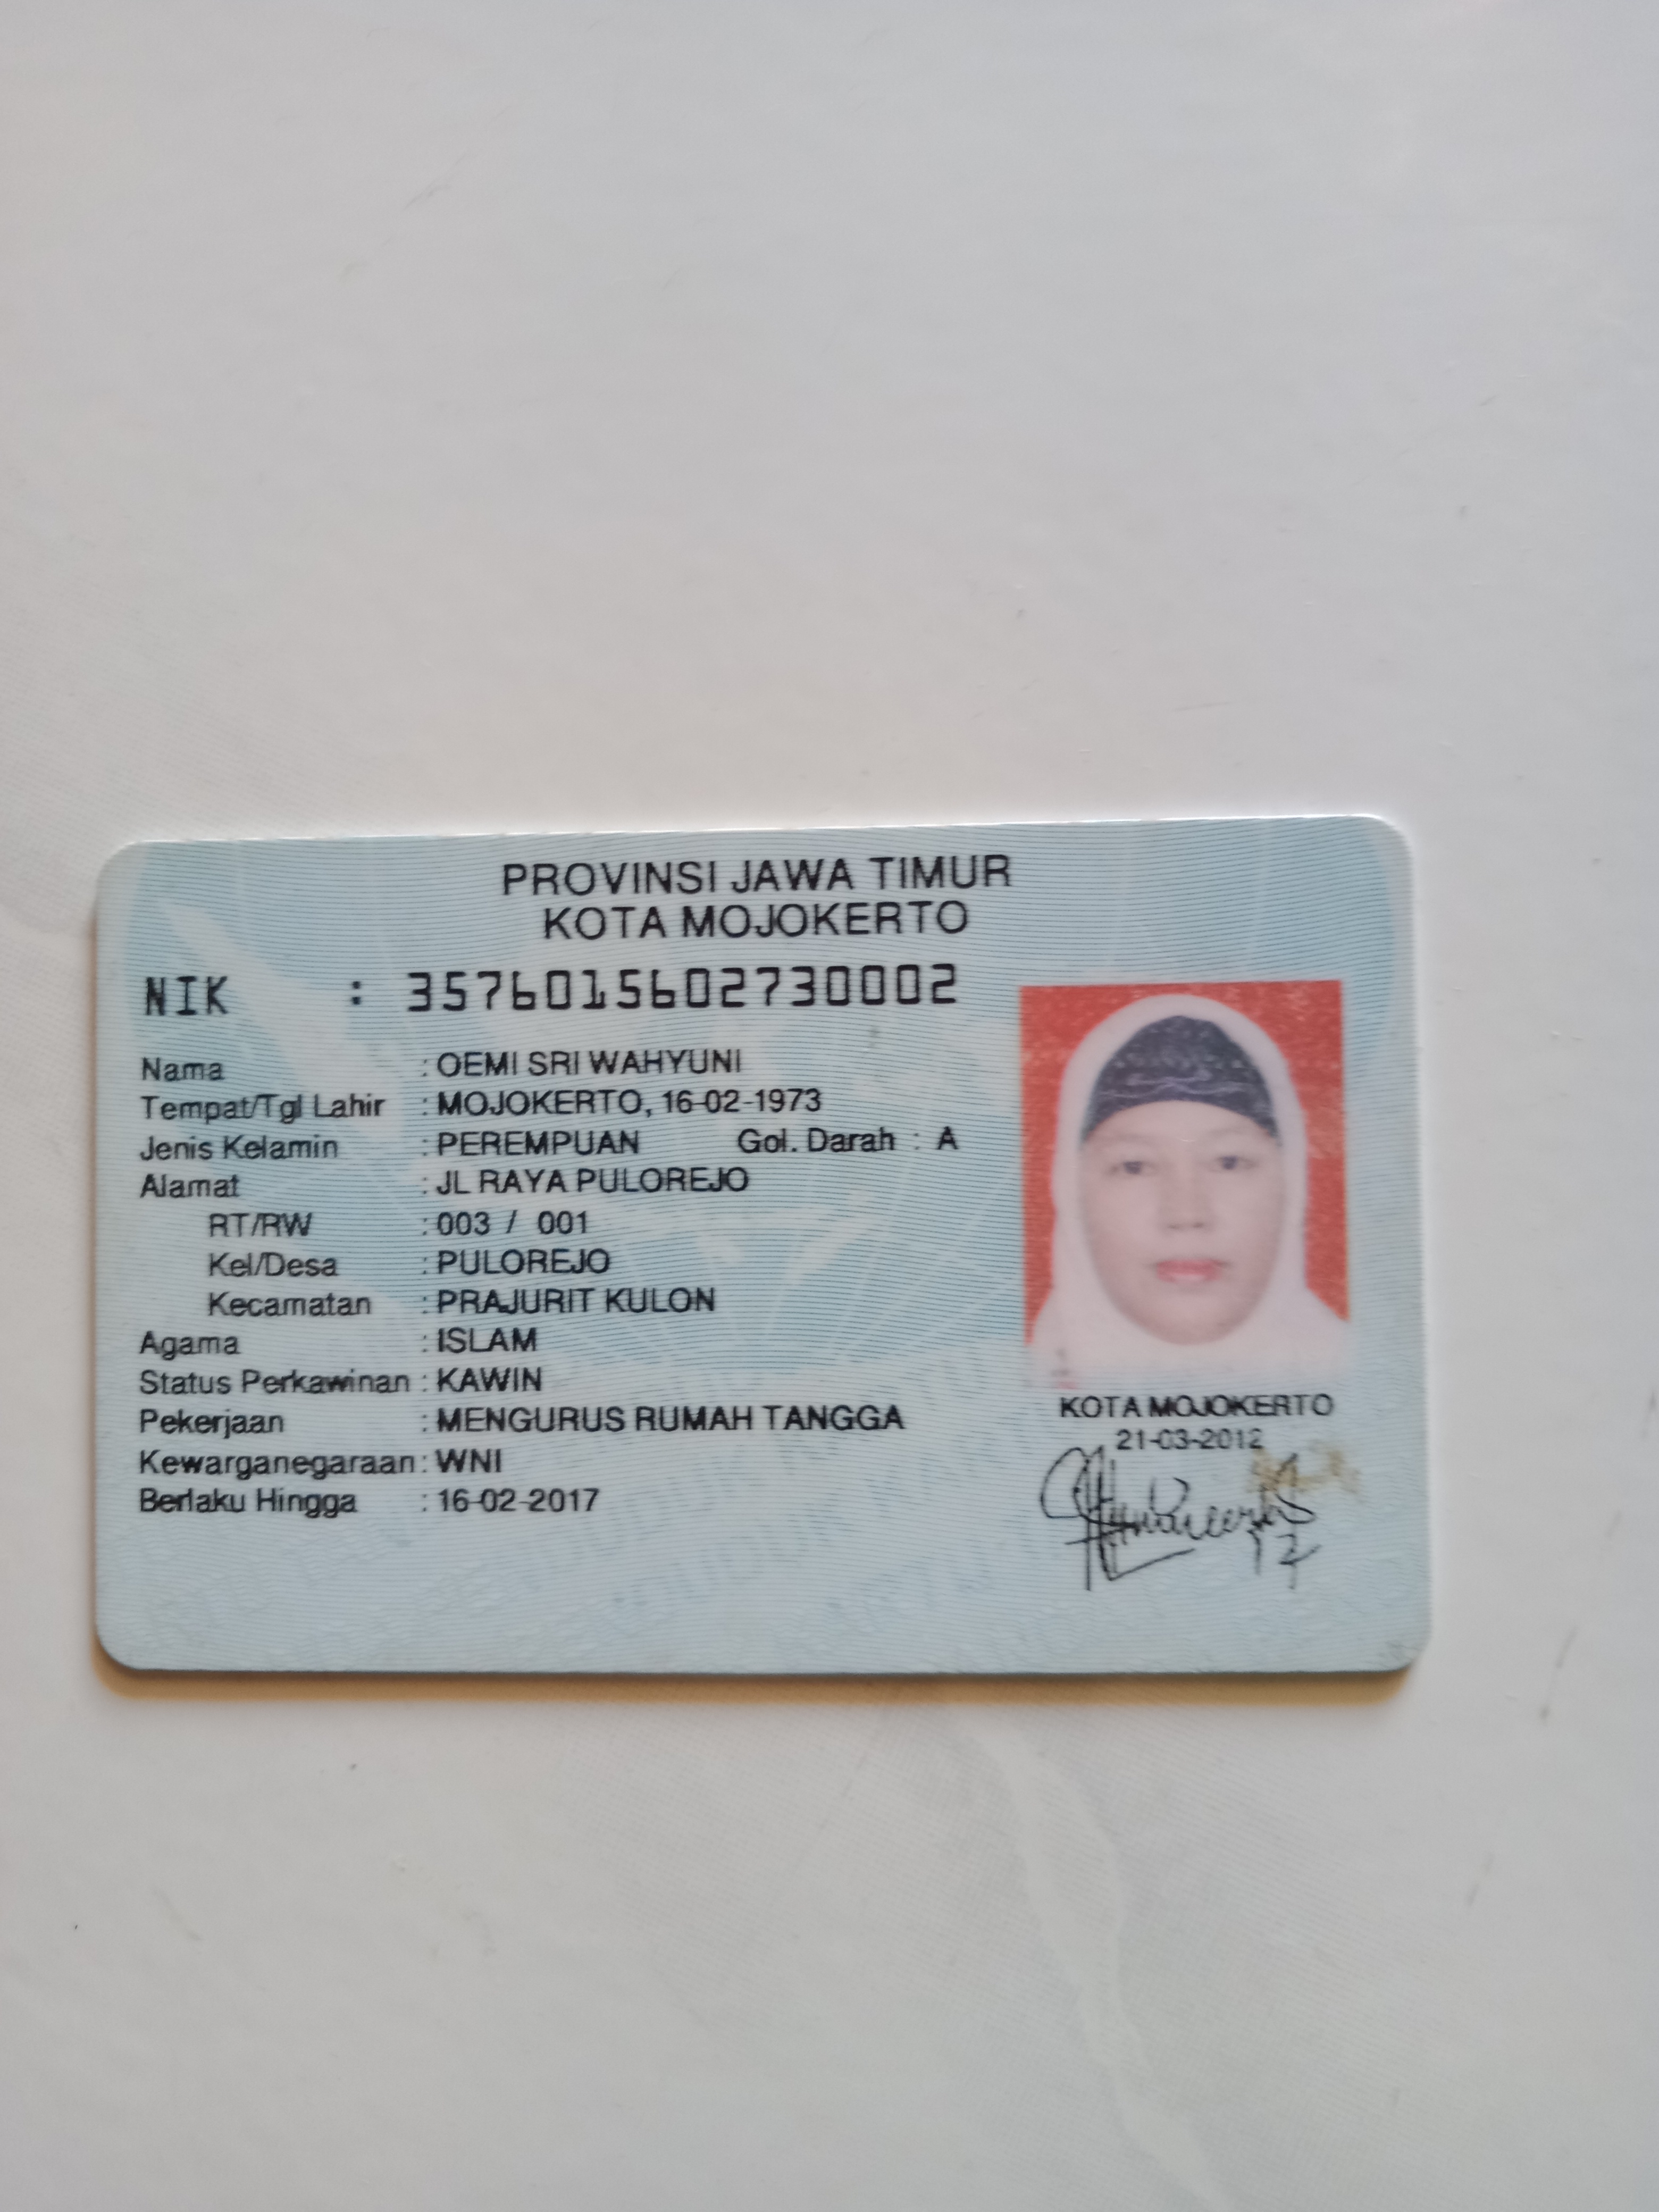 PROVINSI JAWA TIMUR
KOTA MOJOKERTO
NIK : 3576015602730002
Nama : OEMI SRI WAHYUNI
Tempat/Tgl Lahir : MOJOKERTO, 16-02-1973
Jenis Kelamin : PEREMPUAN Gol. Darah : A
Alamat : JL RAYA PULOREJO
RT/RW : 003 / 001
Kel/Desa : PULOREJO
Kecamatan : PRAJURIT KULON
Agama : ISLAM
Status Perkawinan : KAWIN
Pekerjaan : MENGURUS RUMAH TANGGA
Kewarganegaraan : WNI
Berlaku Hingga : 16-02-2017
KOTA MOJOKERTO
21-03-2012